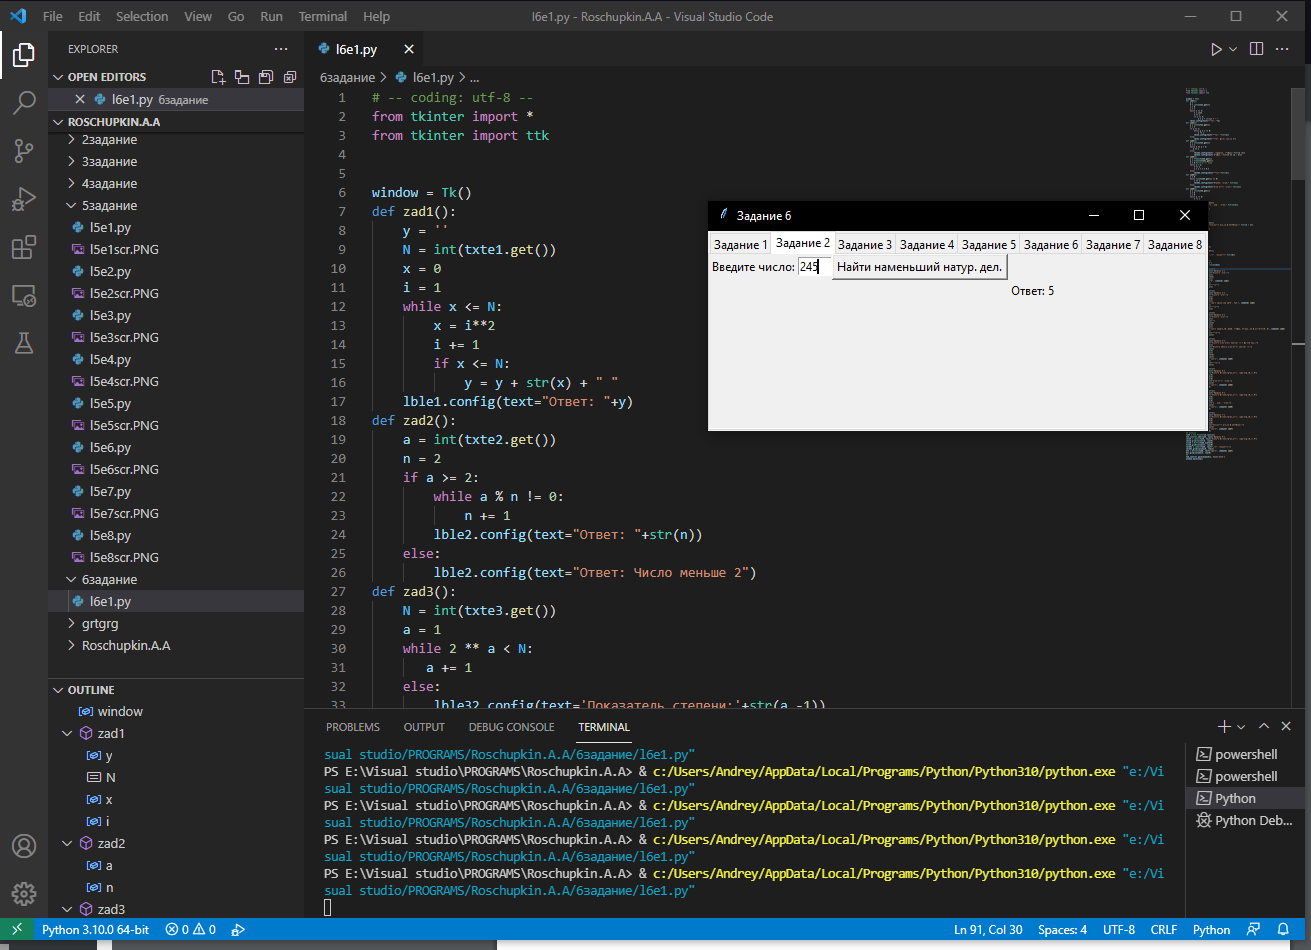 File Edit Selection View Go Run Terminal Help
l6e1.py - Roschupkin.A.A - Visual Studio Code
EXPLORER
OPEN EDITORS
l6e1.py 6задание
ROSCHUPKIN.A.A
2задание
3задание
4задание
5задание
l5e1.py
l5e1scr.PNG
l5e2.py
l5e2scr.PNG
l5e3.py
l5e3scr.PNG
l5e4.py
l5e4scr.PNG
l5e5.py
l5e5scr.PNG
l5e6.py
l5e6scr.PNG
l5e7.py
l5e7scr.PNG
l5e8.py
l5e8scr.PNG
6задание
l6e1.py
grtgrg
Roschupkin.A.A
OUTLINE
window
zad1
y
N
x
i
zad2
a
n
zad3
l6e1.py
6задание > l6e1.py > ...
1 # -- coding: utf-8 --
2 from tkinter import *
3 from tkinter import ttk
4
5
6 window = Tk()
7 def zad1():
8 y = ''
9 N = int(txte1.get())
10 x = 0
11 i = 1
12 while x <= N:
13 x = i**2
14 i += 1
15 if x <= N:
16 y = y + str(x) + " "
17 lble1.config(text="Ответ: "+y)
18 def zad2():
19 a = int(txte2.get())
20 n = 2
21 if a >= 2:
22 while a % n != 0:
23 n += 1
24 lble2.config(text="Ответ: "+str(n))
25 else:
26 lble2.config(text="Ответ: Число меньше 2")
27 def zad3():
28 N = int(txte3.get())
29 a = 1
30 while 2 ** a < N:
31 a += 1
32 else:
33 lble32.config(text='Показатель степени:'+str(a -1))
Задание 6
Задание 1 Задание 2 Задание 3 Задание 4 Задание 5 Задание 6 Задание 7 Задание 8
Введите число: 245 Найти наменьший натур. дел.
Ответ: 5
PROBLEMS OUTPUT DEBUG CONSOLE TERMINAL
sual studio/PROGRAMS/Roschupkin.A.A/6задание/l6e1.py"
PS E:\Visual studio\PROGRAMS\Roschupkin.A.A> & c:/Users/Andrey/AppData/Local/Programs/Python/Python310/python.exe "e:/Vi
sual studio/PROGRAMS/Roschupkin.A.A/6задание/l6e1.py"
PS E:\Visual studio\PROGRAMS\Roschupkin.A.A> & c:/Users/Andrey/AppData/Local/Programs/Python/Python310/python.exe "e:/Vi
sual studio/PROGRAMS/Roschupkin.A.A/6задание/l6e1.py"
PS E:\Visual studio\PROGRAMS\Roschupkin.A.A> & c:/Users/Andrey/AppData/Local/Programs/Python/Python310/python.exe "e:/Vi
sual studio/PROGRAMS/Roschupkin.A.A/6задание/l6e1.py"
PS E:\Visual studio\PROGRAMS\Roschupkin.A.A> & c:/Users/Andrey/AppData/Local/Programs/Python/Python310/python.exe "e:/Vi
sual studio/PROGRAMS/Roschupkin.A.A/6задание/l6e1.py"
powershell
powershell
Python
Python Deb...
Python 3.10.0 64-bit 0 0
Ln 91, Col 30 Spaces: 4 UTF-8 CRLF Python